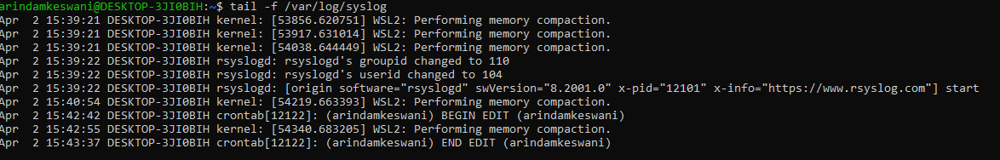 arindamkeswani@DESKTOP-3JI0BIH:~$ tail -f /var/log/syslog
Apr  2 15:39:21 DESKTOP-3JI0BIH kernel: [53856.620751] WSL2: Performing memory compaction.
Apr  2 15:39:21 DESKTOP-3JI0BIH kernel: [53917.631014] WSL2: Performing memory compaction.
Apr  2 15:39:21 DESKTOP-3JI0BIH kernel: [54038.644449] WSL2: Performing memory compaction.
Apr  2 15:39:22 DESKTOP-3JI0BIH rsyslogd: rsyslogd's groupid changed to 110
Apr  2 15:39:22 DESKTOP-3JI0BIH rsyslogd: rsyslogd's userid changed to 104
Apr  2 15:39:22 DESKTOP-3JI0BIH rsyslogd: [origin software="rsyslogd" swVersion="8.2001.0" x-pid="12101" x-info="https://www.rsyslog.com"] start
Apr  2 15:40:54 DESKTOP-3JI0BIH kernel: [54219.663393] WSL2: Performing memory compaction.
Apr  2 15:42:42 DESKTOP-3JI0BIH crontab[12122]: (arindamkeswani) BEGIN EDIT (arindamkeswani)
Apr  2 15:42:55 DESKTOP-3JI0BIH kernel: [54340.683205] WSL2: Performing memory compaction.
Apr  2 15:43:37 DESKTOP-3JI0BIH crontab[12122]: (arindamkeswani) END EDIT (arindamkeswani)